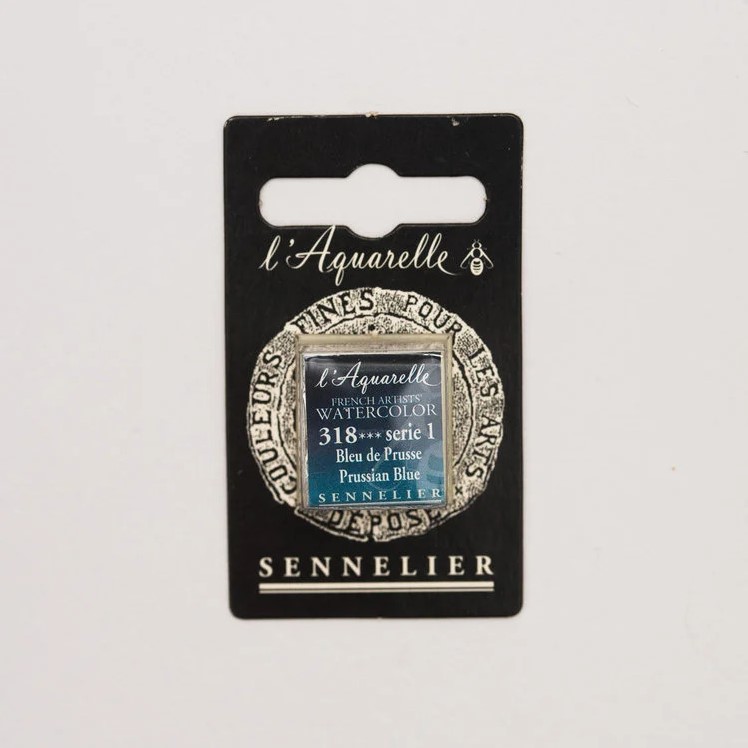 l'Aquarelle
COULEURS FINES POUR LES ARTS
l'Aquarelle
FRENCH ARTISTS'
WATERCOLOR
318*** serie 1
Bleu de Prusse
Prussian Blue
SENNELIER
DÉPOSÉ
SENNELIER